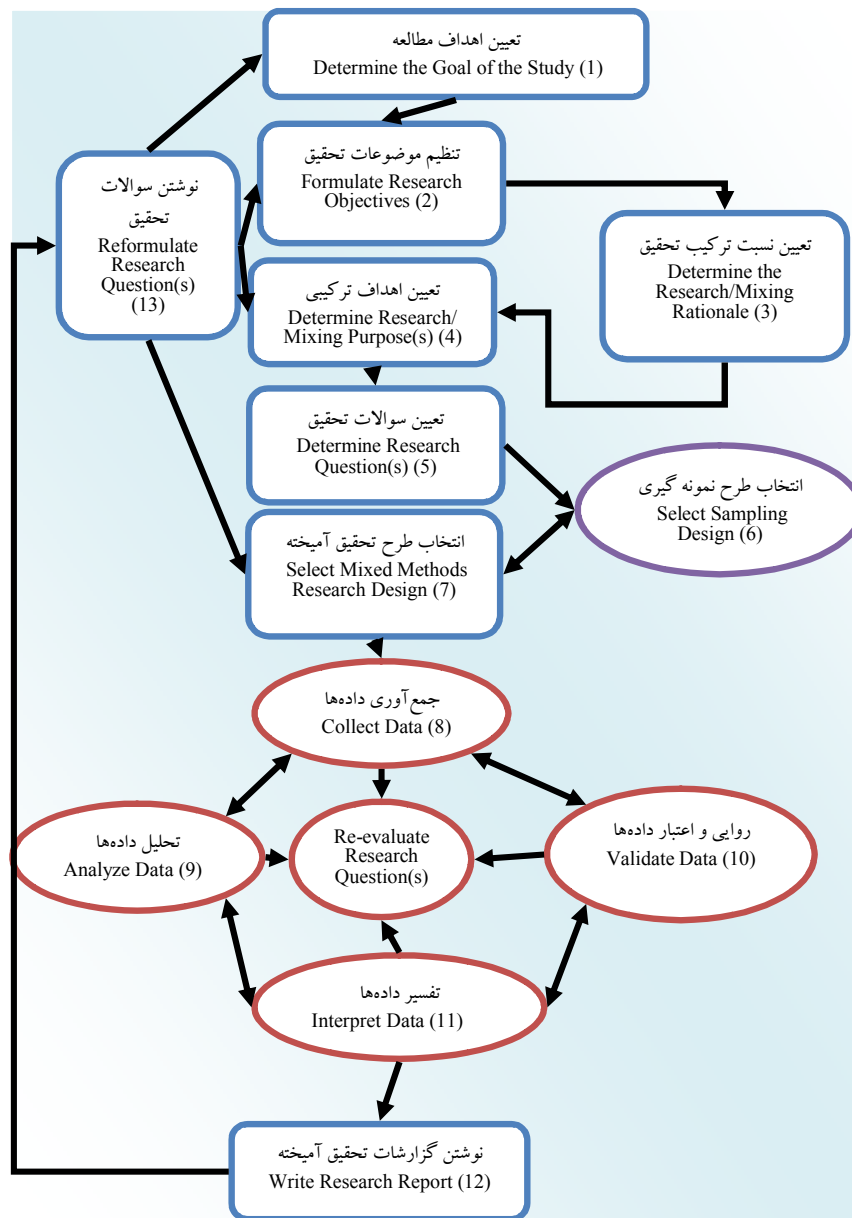 تعیین اهداف مطالعه
Determine the Goal of the Study (1)
تنظیم موضوعات تحقیق
Formulate Research
Objectives (2)
نوشتن سوالات
تحقیق
Reformulate
Research
Question(s)
(13)
تعیین نسبت ترکیب تحقیق
Determine the
Research/Mixing
Rationale (3)
تعیین اهداف ترکیبی
Determine Research/
Mixing Purpose(s) (4)
تعیین سوالات تحقیق
Determine Research
Question(s) (5)
انتخاب طرح نمونه گیری
Select Sampling
Design (6)
انتخاب طرح تحقیق آمیخته
Select Mixed Methods
Research Design (7)
جمع‌آوری داده‌ها
Collect Data (8)
تحلیل داده‌ها
Analyze Data (9)
Re-evaluate
Research
Question(s)
روایی و اعتبار داده‌ها
Validate Data (10)
تفسیر داده‌ها
Interpret Data (11)
نوشتن گزارشات تحقیق آمیخته
Write Research Report (12)